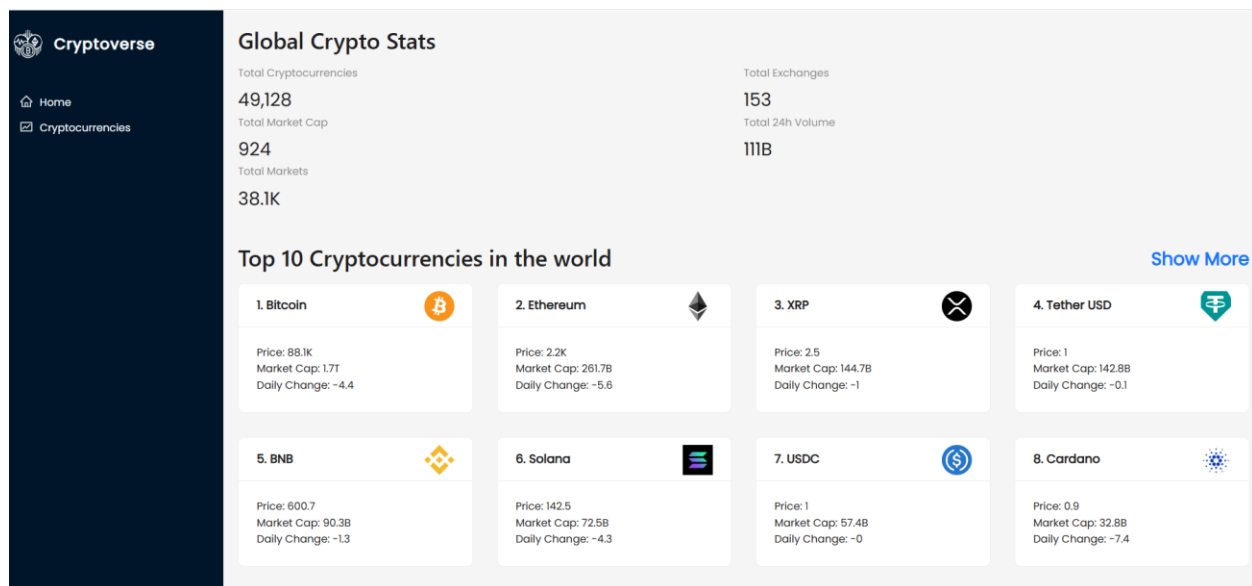 Cryptoverse
Home
Cryptocurrencies
Global Crypto Stats
Total Cryptocurrencies
49,128
Total Exchanges
153
Total Market Cap
924
Total 24h Volume
111B
Total Markets
38.1K
Top 10 Cryptocurrencies in the world
Show More
1. Bitcoin
Price: 88.1K
Market Cap: 1.7T
Daily Change: -4.4
2. Ethereum
Price: 2.2K
Market Cap: 261.7B
Daily Change: -5.6
3. XRP
Price: 2.5
Market Cap: 144.7B
Daily Change: -1
4. Tether USD
Price: 1
Market Cap: 142.8B
Daily Change: -0.1
5. BNB
Price: 600.7
Market Cap: 90.3B
Daily Change: -1.3
6. Solana
Price: 142.5
Market Cap: 72.5B
Daily Change: -4.3
7. USDC
Price: 1
Market Cap: 57.4B
Daily Change: -0
8. Cardano
Price: 0.9
Market Cap: 32.8B
Daily Change: -7.4